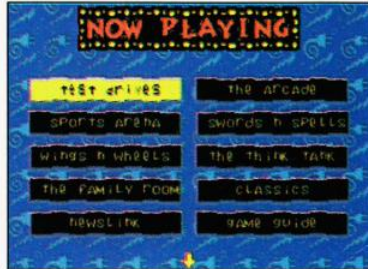 NOW PLAYING
test drives
the arcade
sports arena
swords n spells
wings n wheels
the think tank
the family room
classics
newslink
game guide